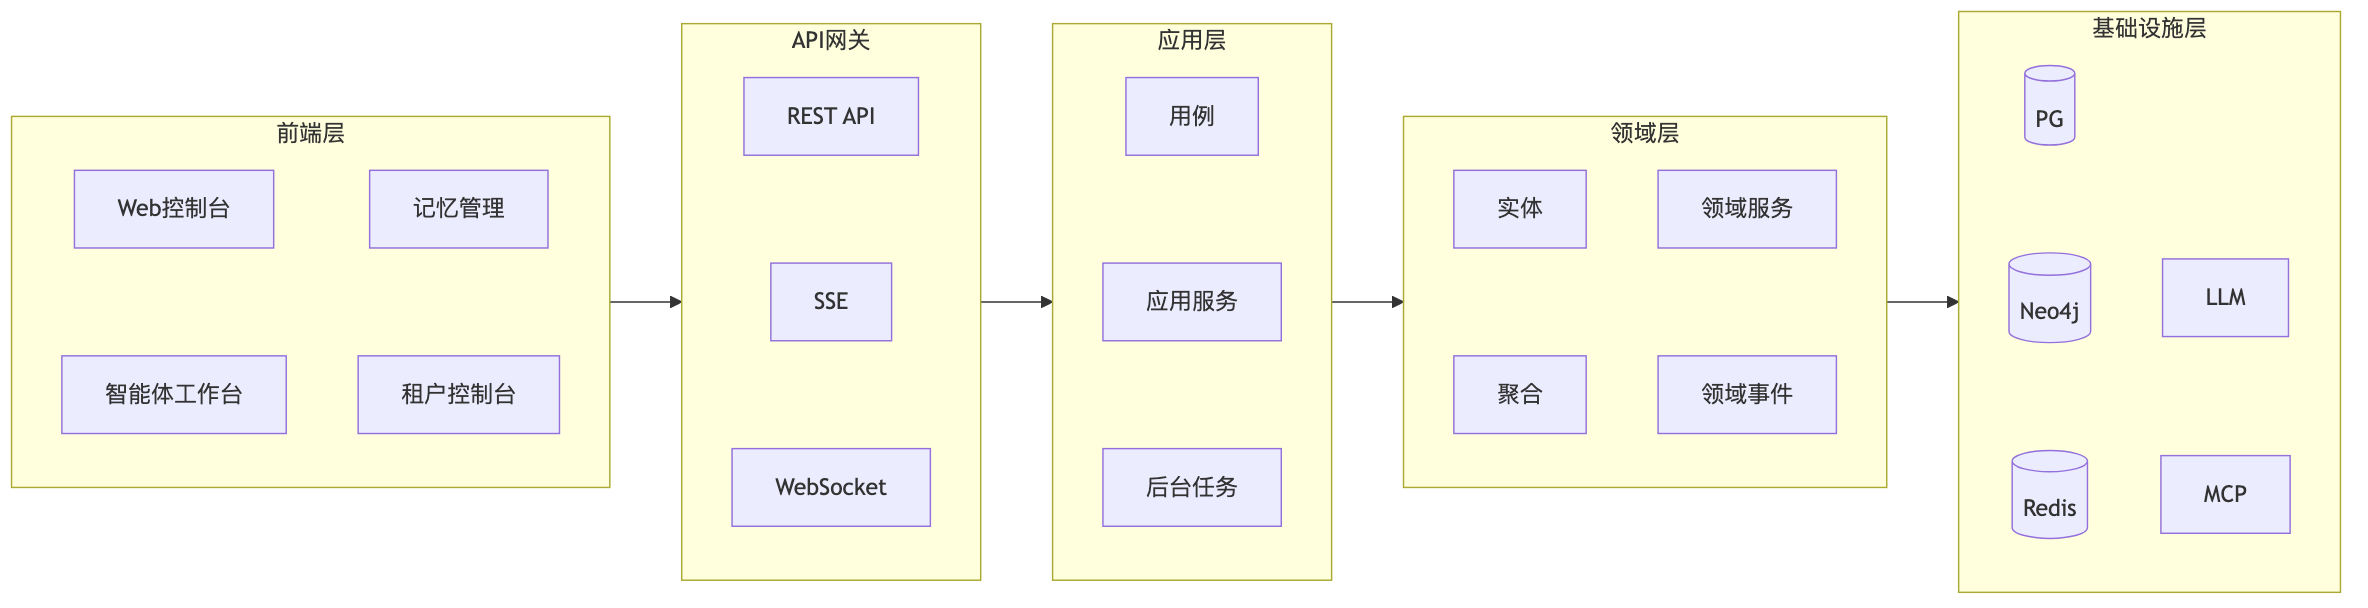 前端层
Web控制台
记忆管理
智能体工作台
租户控制台
API网关
REST API
SSE
WebSocket
应用层
用例
应用服务
后台任务
领域层
实体
领域服务
聚合
领域事件
基础设施层
PG
Neo4j
LLM
Redis
MCP